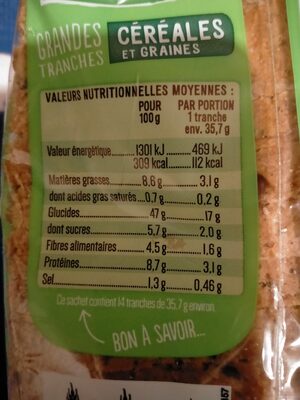 GRANDES
TRANCHES
CÉRÉALES
ET GRAINES
VALEURS NUTRITIONNELLES MOYENNES :
POUR
100g
PAR PORTION
1 tranche
env. 35,7 g
Valeur énergétique.......1301 kJ.......469 kJ
309 kcal.......112 kcal
Matières grasses.......8.6 g.......3,1 g
dont acides gras saturés...0.7 g.......0.2 g
Glucides.......47 g.......17 g
dont sucres.......5.7 g.......2.0 g
Fibres alimentaires.......4.5 g.......1,6 g
Protéines.......8,7 g.......3,1 g
Sel.......1.3 g.......0.46 g
Ce sachet contient 14 tranches de 35.7 g environ
BON À SAVOIR...